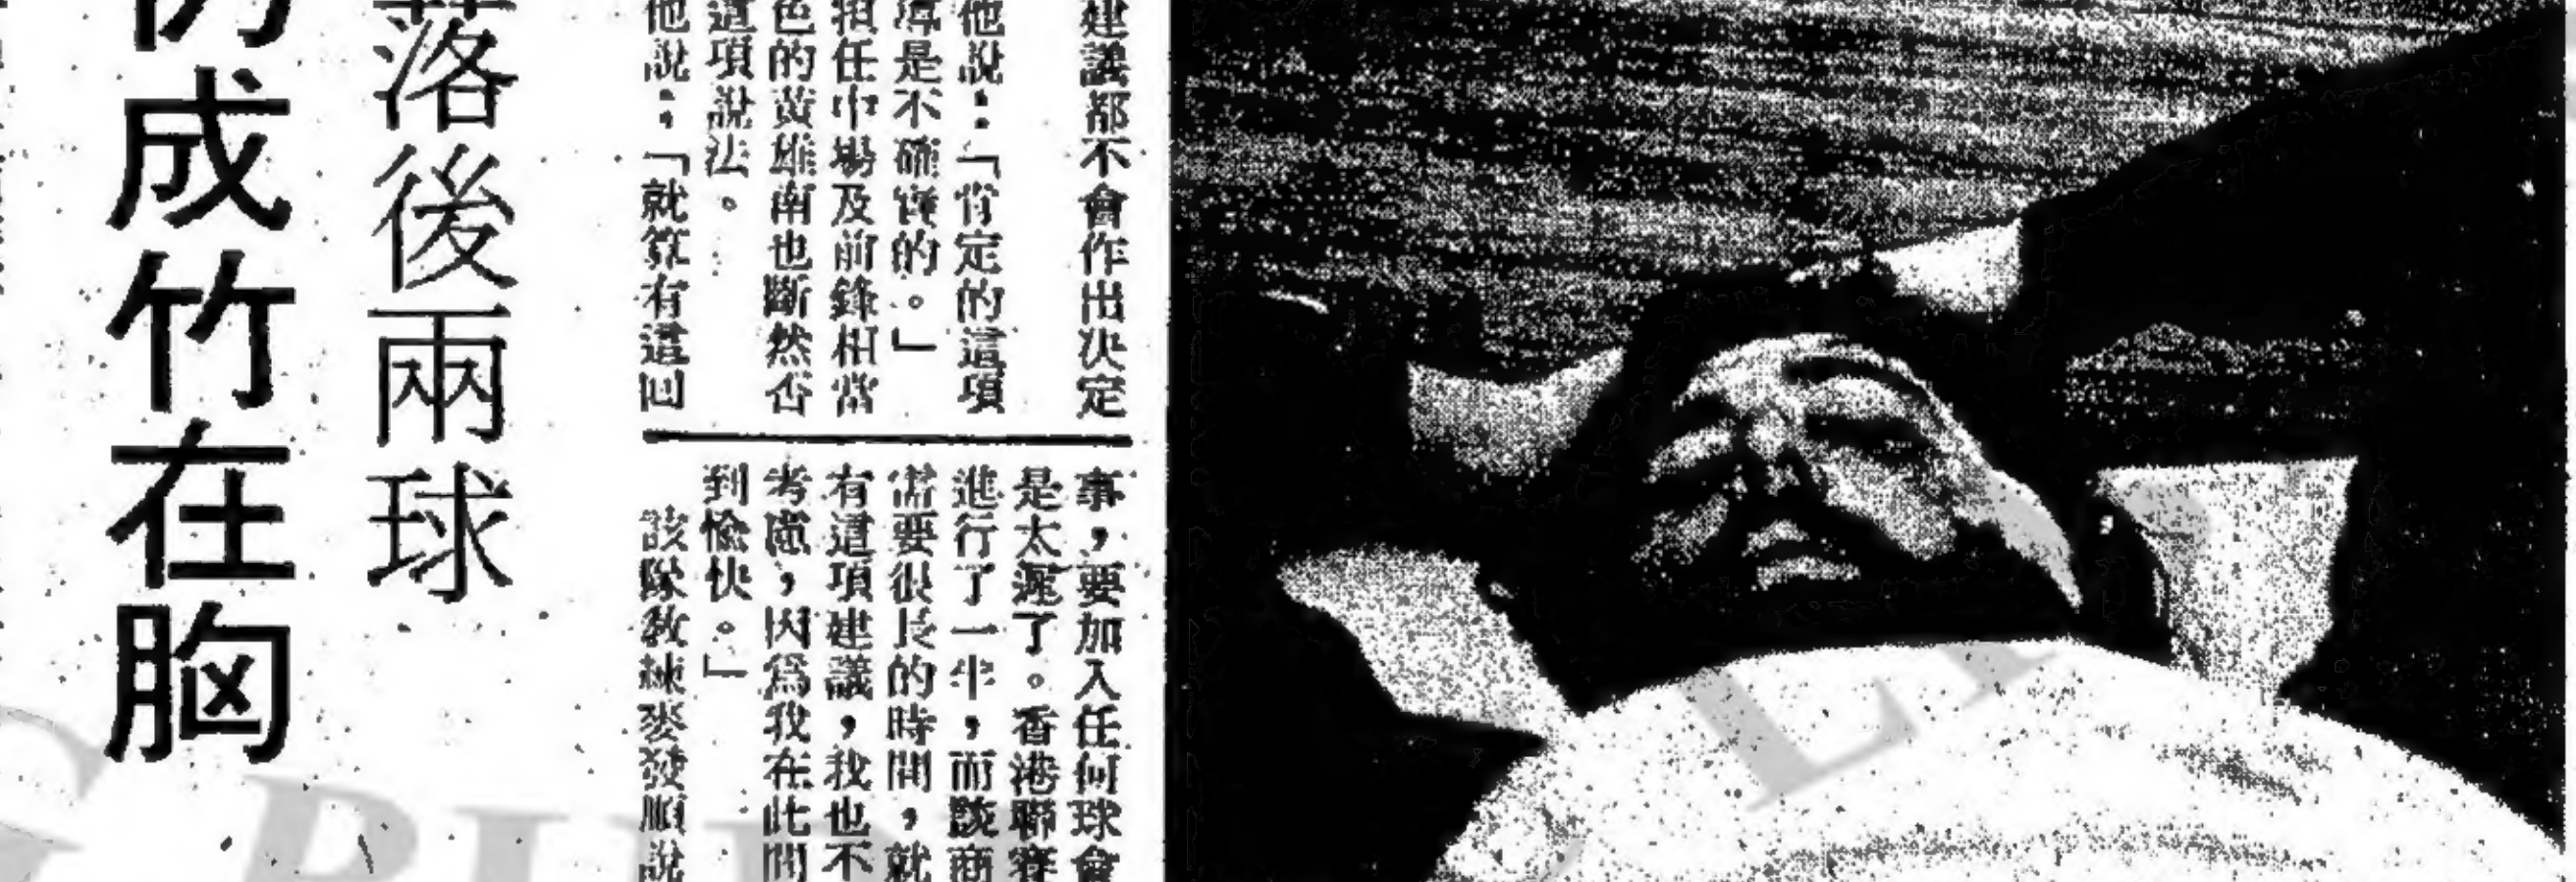 落後兩球
仍成竹在胸
建議都不會作出決定
他說：「肯定的這項
導是不確實的。」
担任中場及前鋒相當
色的黃雄南也斷然否
這項說法。
他說：「就算有這回
事，要加入任何球會
是太遲了。香港聯賽
進行了一半，而談商
需要很長的時間，就
有這項建議，我也不
考慮，因為我在此間
到愉快。」
該隊教練麥發順說